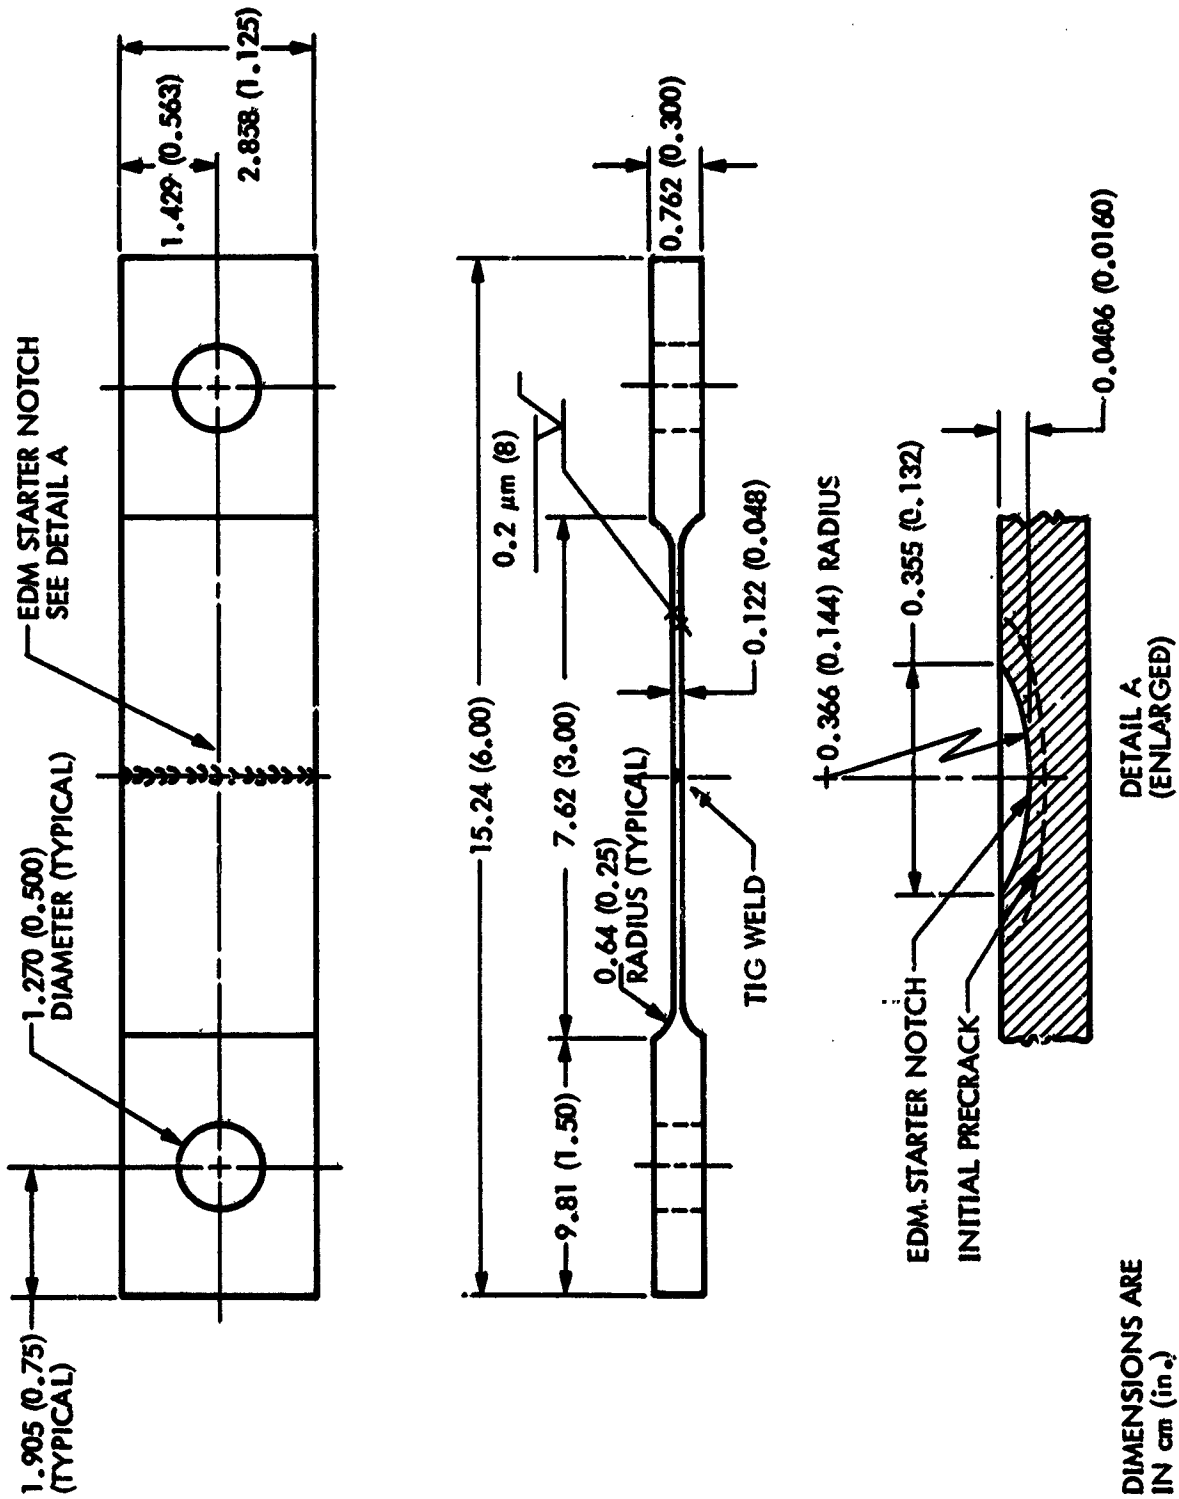 1.905 (0.75)
(TYPICAL)
1.270 (0.500)
DIAMETER (TYPICAL)
EDM STARTER NOTCH
SEE DETAIL A
1.429 (0.563)
2.858 (1.125)
15.24 (6.00)
9.81 (1.50)
7.62 (3.00)
0.64 (0.25)
RADIUS (TYPICAL)
0.2 µm (8)
0.762 (0.300)
TIG WELD
0.122 (0.048)
0.366 (0.144) RADIUS
0.355 (0.132)
0.0406 (0.0160)
EDM STARTER NOTCH
INITIAL PRECRACK
DETAIL A
(ENLARGED)
DIMENSIONS ARE
IN cm (in.)